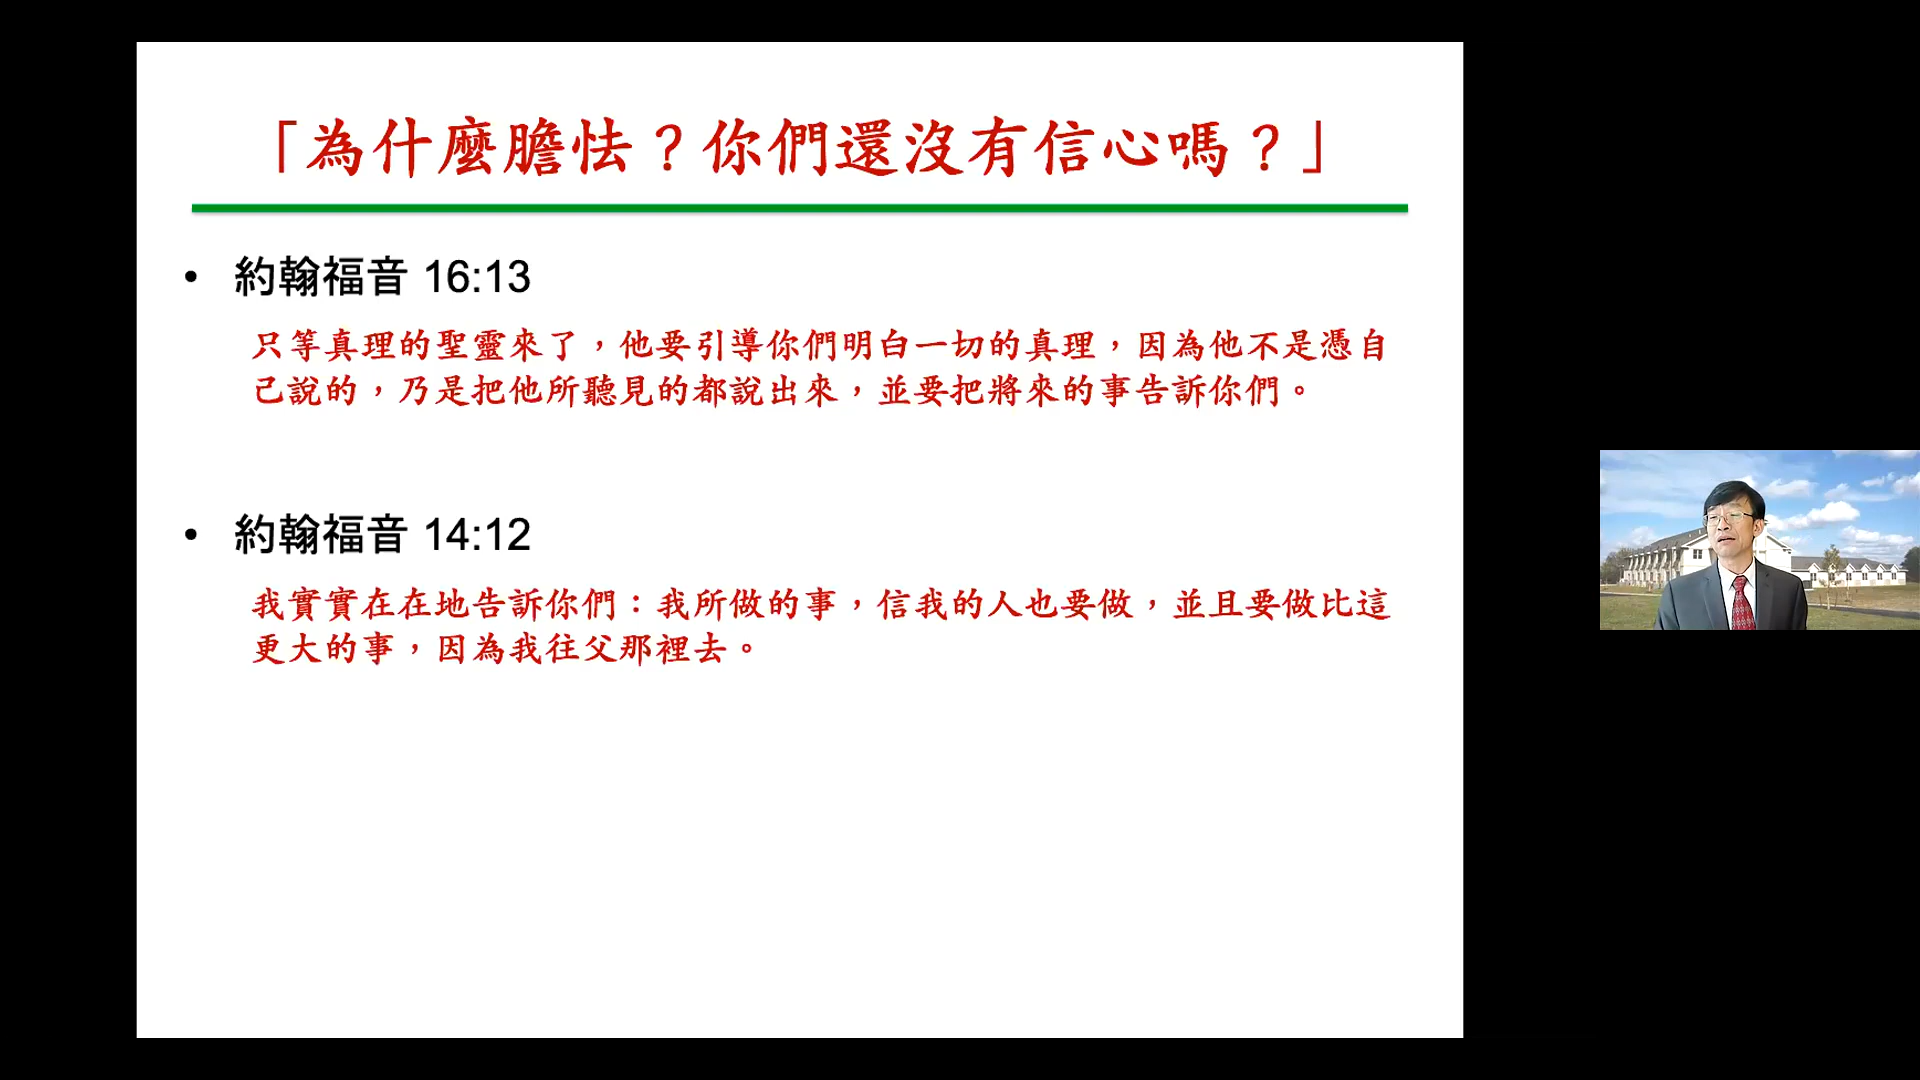 「為什麼膽怯？你們還沒有信心嗎？」
• 約翰福音 16:13
只等真理的聖靈來了，他要引導你們明白一切的真理，因為他不是憑自
己說的，乃是把他所聽見的都說出來，並要把將來的事告訴你們。
• 約翰福音 14:12
我實實在在地告訴你們：我所做的事，信我的人也要做，並且要做比這
更大的事，因為我往父那裡去。